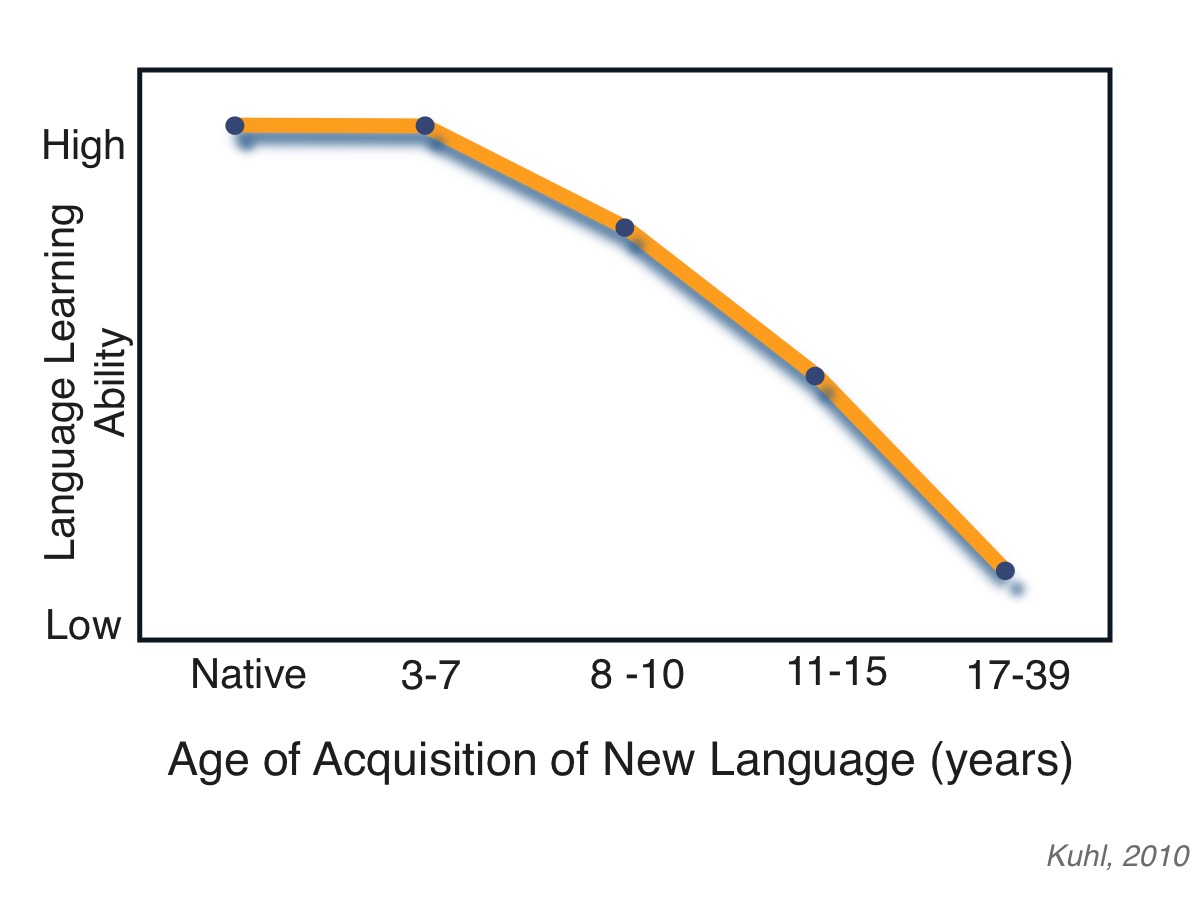 High
Language Learning
Ability
Low
Native
3-7
8 -10
11-15
17-39
Age of Acquisition of New Language (years)
Kuhl, 2010